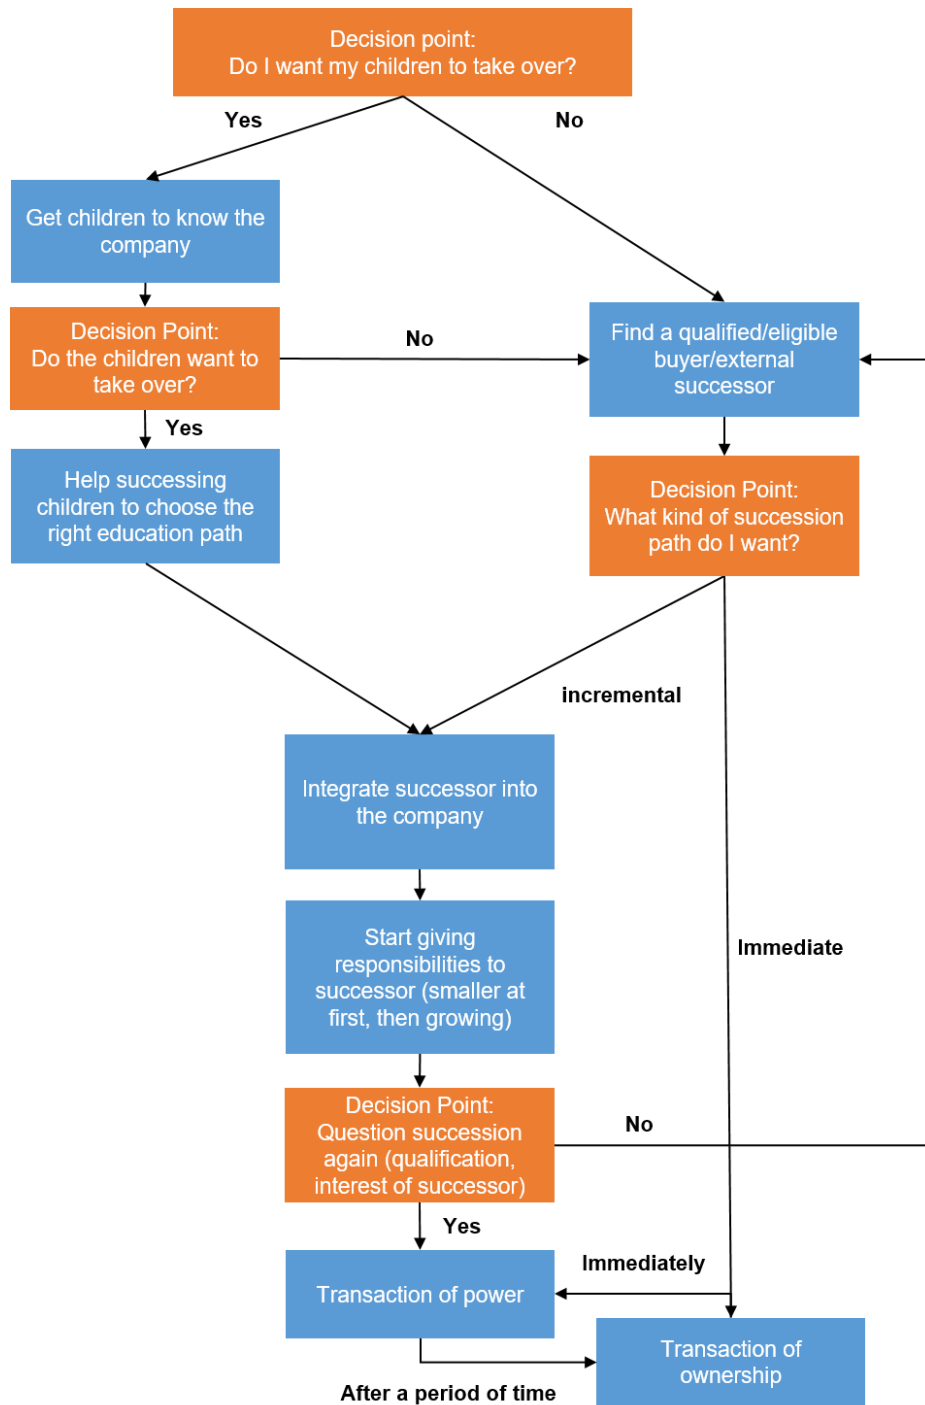 Decision point:
Do I want my children to take over?
Yes
No
Get children to know the
company
Decision Point:
Do the children want to
take over?
No
Find a qualified/eligible
buyer/external
successor
Yes
Help successing
children to choose the
right education path
Decision Point:
What kind of succession
path do I want?
incremental
Integrate successor into
the company
Start giving
responsibilities to
successor (smaller at
first, then growing)
Immediate
Decision Point:
Question succession
again (qualification,
interest of successor)
No
Yes
Immediately
Transaction of power
Transaction of
ownership
After a period of time